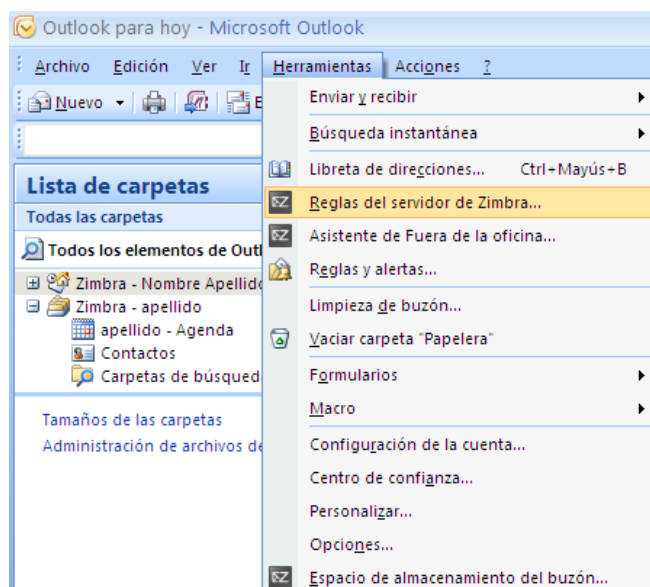 Outlook para hoy - Microsoft Outlook
Archivo Edición Ver Ir Herramientas Acciones ?
Nuevo
Enviar y recibir
Búsqueda instantánea
Libreta de direcciones... Ctrl+Mayús+B
Reglas del servidor de Zimbra...
Asistente de Fuera de la oficina...
Reglas y alertas...
Limpieza de buzón...
Vaciar carpeta "Papelera"
Formularios
Macro
Configuración de la cuenta...
Centro de confianza...
Personalizar...
Opciones...
Espacio de almacenamiento del buzón...
Lista de carpetas
Todas las carpetas
Todos los elementos de Outl
Zimbra - Nombre Apellido
Zimbra - apellido
apellido - Agenda
Contactos
Carpetas de búsqued
Tamaños de las carpetas
Administración de archivos de